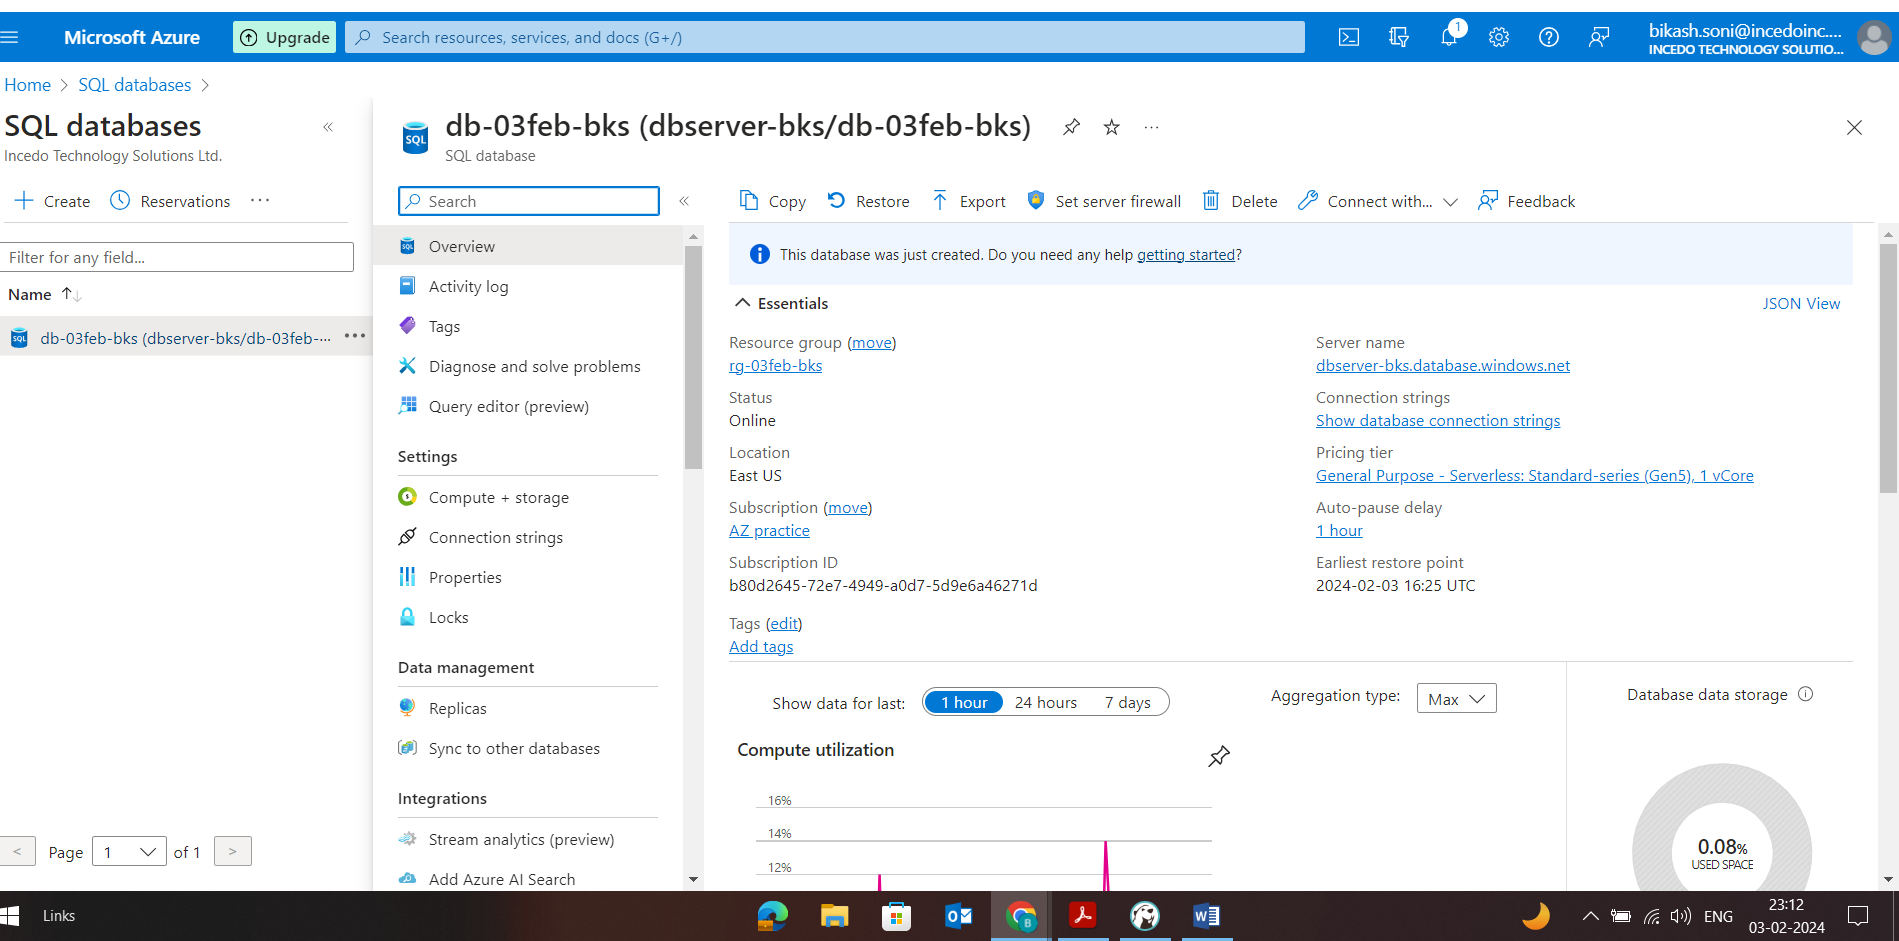 Microsoft Azure
Upgrade
Search resources, services, and docs (G+/)
1
bikash.soni@incedoinc....
INCEDO TECHNOLOGY SOLUTIO...
Home > SQL databases >
SQL databases
Incedo Technology Solutions Ltd.
Create
Reservations
Filter for any field...
Name
db-03feb-bks (dbserver-bks/db-03feb-...
< Page 1 of 1 >
db-03feb-bks (dbserver-bks/db-03feb-bks)
SQL database
Search
Overview
Activity log
Tags
Diagnose and solve problems
Query editor (preview)
Settings
Compute + storage
Connection strings
Properties
Locks
Data management
Replicas
Sync to other databases
Integrations
Stream analytics (preview)
Add Azure AI Search
Copy
Restore
Export
Set server firewall
Delete
Connect with...
Feedback
This database was just created. Do you need any help getting started?
Essentials
JSON View
Resource group (move)
rg-03feb-bks
Status
Online
Location
East US
Subscription (move)
AZ practice
Subscription ID
b80d2645-72e7-4949-a0d7-5d9e6a46271d
Tags (edit)
Add tags
Server name
dbserver-bks.database.windows.net
Connection strings
Show database connection strings
Pricing tier
General Purpose - Serverless: Standard-series (Gen5), 1 vCore
Auto-pause delay
1 hour
Earliest restore point
2024-02-03 16:25 UTC
Show data for last:
1 hour
24 hours
7 days
Aggregation type:
Max
Compute utilization
16%
14%
12%
Database data storage
0.08%
USED SPACE
Links
ENG
23:12
03-02-2024